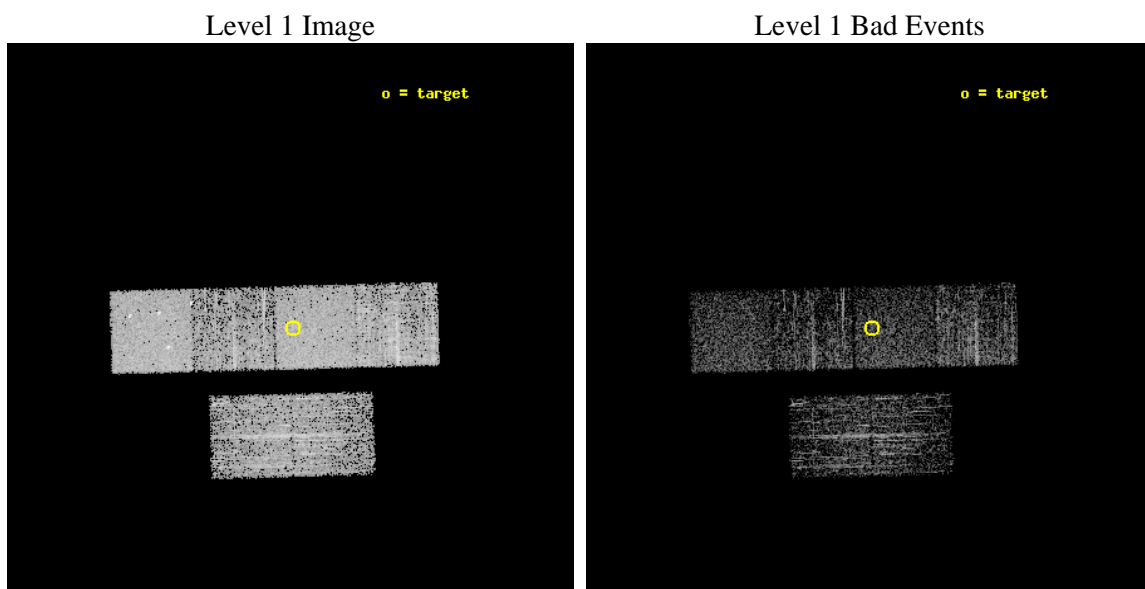 Level 1 Image
Level 1 Bad Events
o = target
o = target